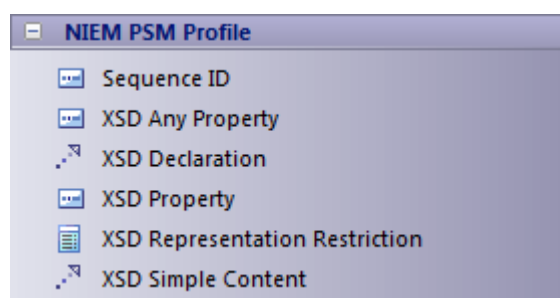 NIEM PSM Profile
Sequence ID
XSD Any Property
XSD Declaration
XSD Property
XSD Representation Restriction
XSD Simple Content